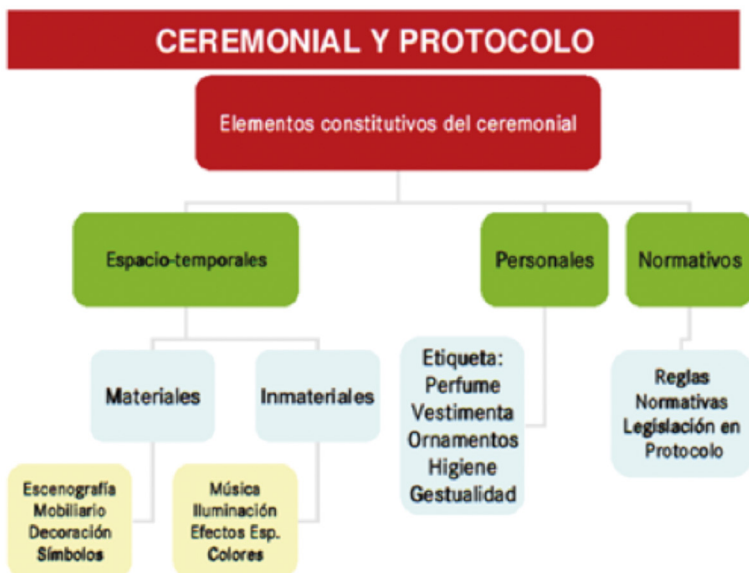 CEREMONIAL Y PROTOCOLO
Elementos constitutivos del ceremonial
Espacio-temporales
Personales
Normativos
Materiales
Inmateriales
Etiqueta:
Perfume
Vestimenta
Ornamentos
Higiene
Gestualidad
Reglas
Normativas
Legislación en
Protocolo
Escenografía
Mobiliario
Decoración
Símbolos
Música
Iluminación
Efectos Esp.
Colores